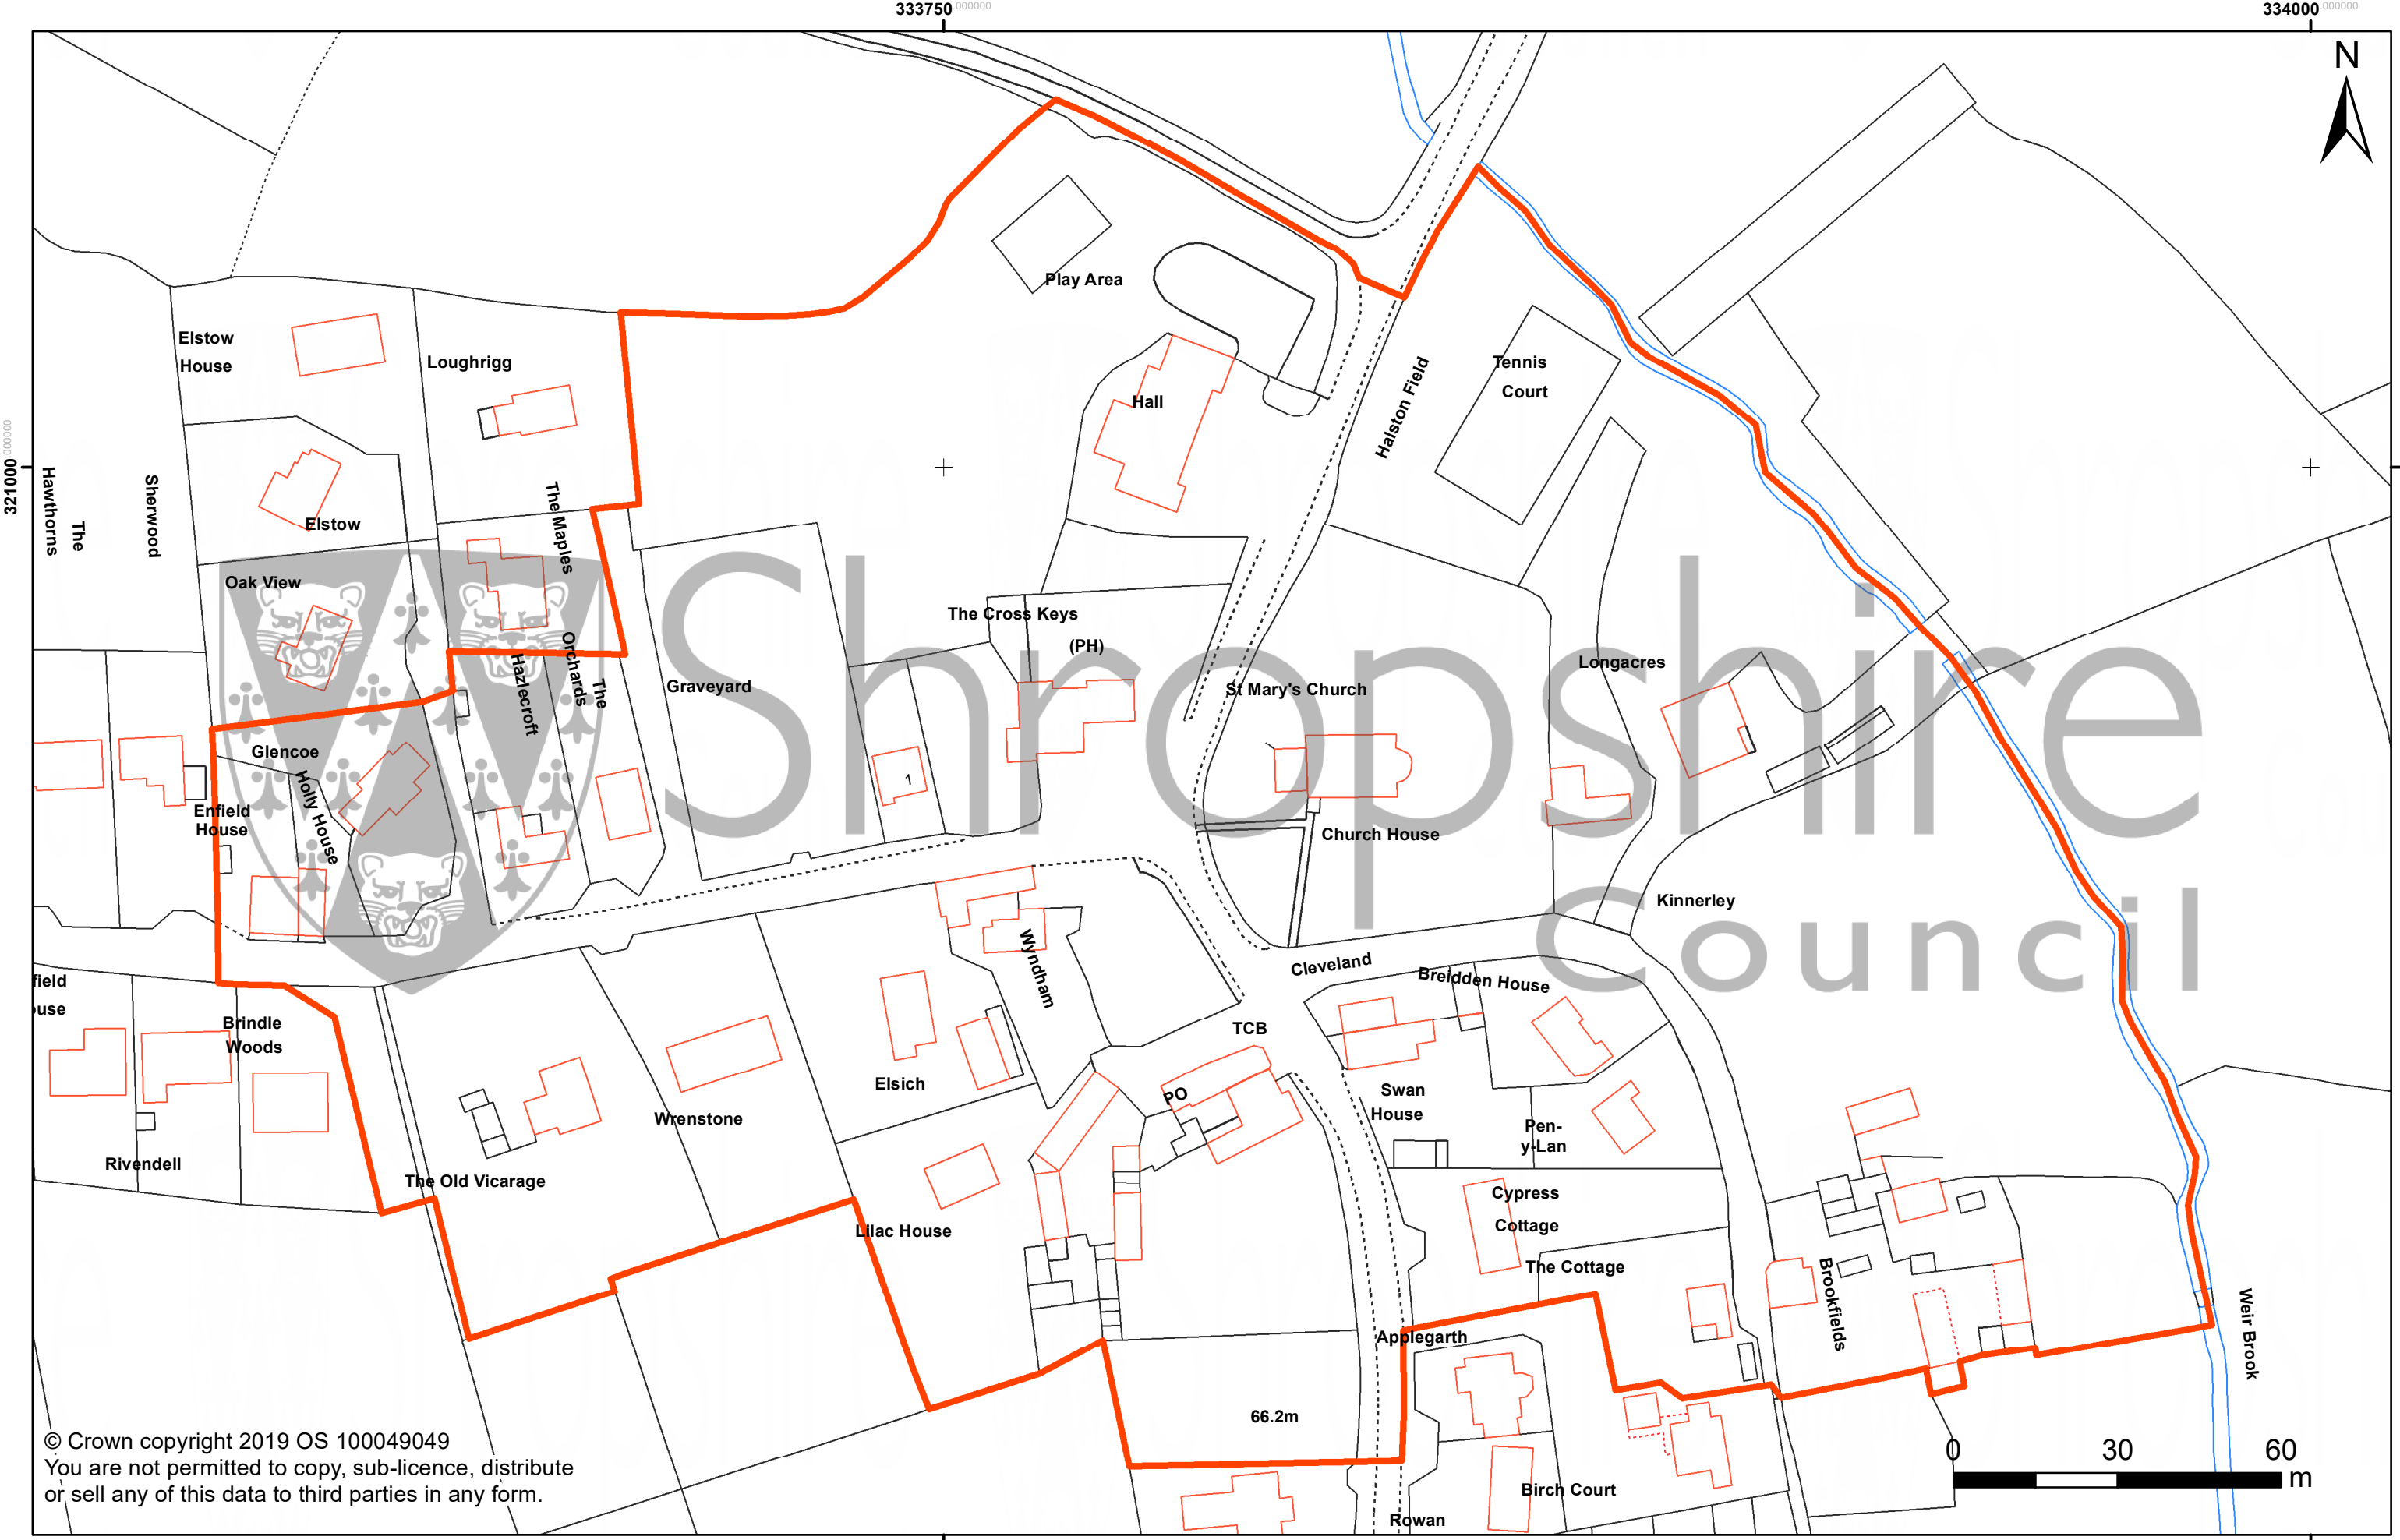 333750.000000
334000.000000
N
321000.000000
Play Area
Elstow
House
Loughrigg
Tennis
Court
Halston Field
Hall
The
Hawthorns
Sherwood
Elstow
The Maples
Oak View
The Cross Keys
(PH)
The
Orchards
Hazlecroft
Graveyard
Longacres
St Mary's Church
Shropshire
Council
Glencoe
Holly House
1
Enfield
House
Church House
Kinnerley
Wyndham
Cleveland
Breidden House
field
ouse
Brindle
Woods
TCB
Elsich
PO
Swan
House
Wrenstone
Pen-
y-Lan
Rivendell
The Old Vicarage
Cypress
Cottage
Lilac House
The Cottage
Brookfields
Weir Brook
Applegarth
66.2m
Birch Court
Rowan
0 30 60
m
© Crown copyright 2019 OS 100049049
You are not permitted to copy, sub-licence, distribute
or sell any of this data to third parties in any form.